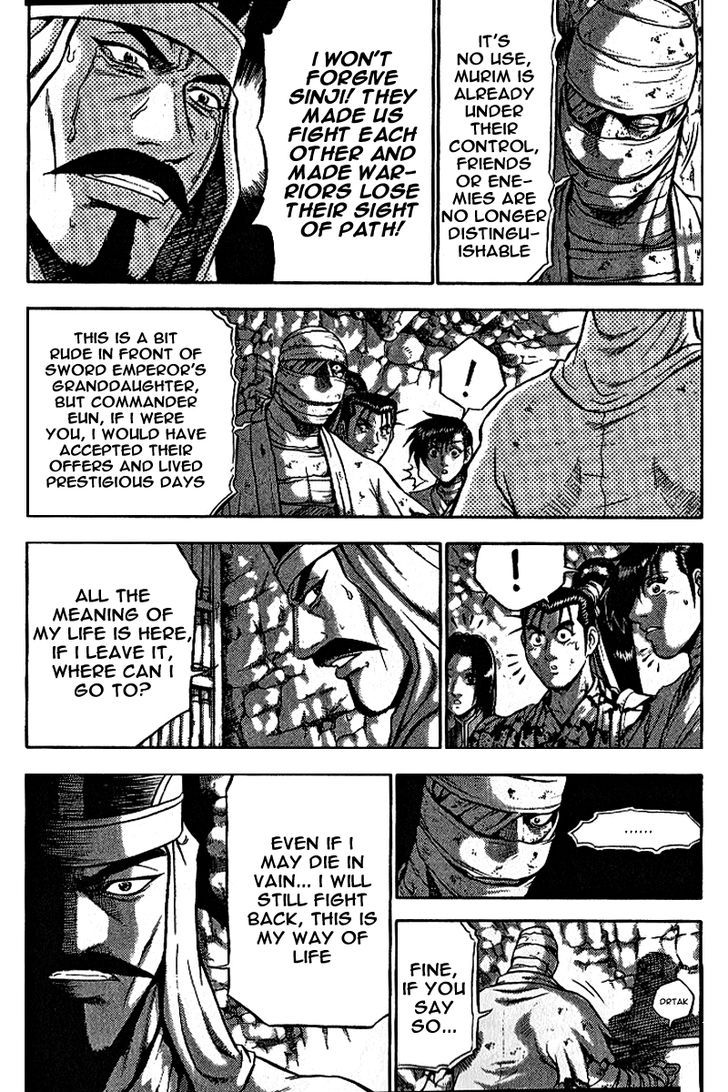 I WON'T
FORGIVE
SINJI! THEY
MADE US
FIGHT EACH
OTHER AND
MADE WAR-
RIORS LOSE
THEIR SIGHT
OF PATH!
IT'S
NO USE,
MURIM IS
ALREADY
UNDER
THEIR
CONTROL,
FRIENDS
OR ENE-
MIES ARE
NO LONGER
DISTINGU-
ISHABLE
THIS IS A BIT
RUDE IN FRONT OF
SWORD EMPEROR'S
GRANDDAUGHTER,
BUT COMMANDER
EUN, IF I WERE
YOU, I WOULD HAVE
ACCEPTED THEIR
OFFERS AND LIVED
PRESTIGIOUS DAYS
!
ALL THE
MEANING OF
MY LIFE IS HERE,
IF I LEAVE IT,
WHERE CAN I
GO TO?
!
EVEN IF I
MAY DIE IN
VAIN... I WILL
STILL FIGHT
BACK, THIS IS
MY WAY OF
LIFE
......
FINE,
IF YOU
SAY
SO...
DRTAK